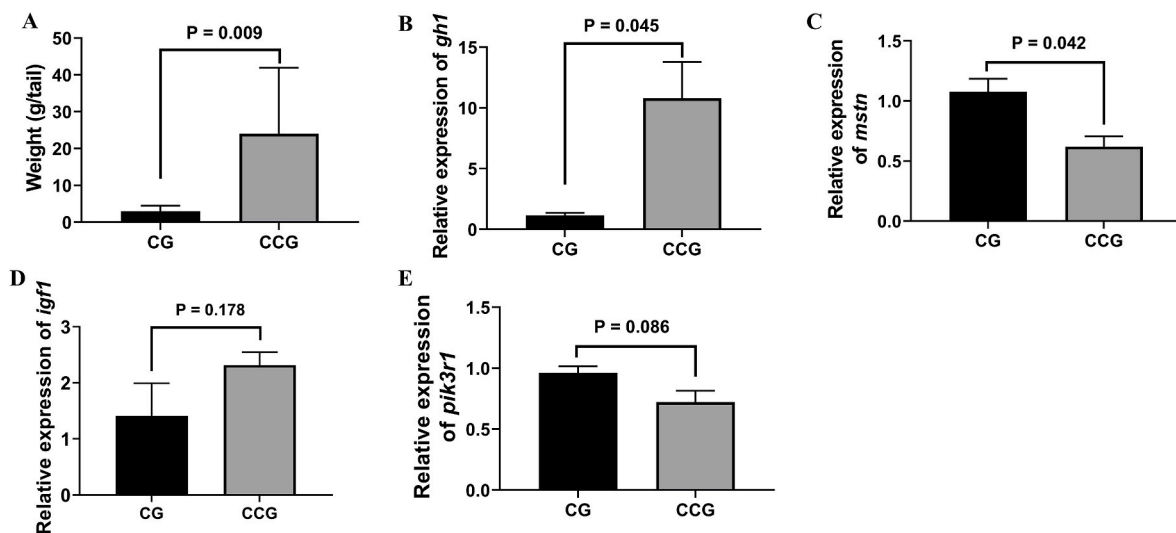 A
P = 0.009
Weight (g/tail)
50
40
30
20
10
0
CG
CCG
B
P = 0.045
Relative expression of gh1
15
10
5
0
CG
CCG
C
P = 0.042
Relative expression
of mstn
1.5
1.0
0.5
0.0
CG
CCG
D
P = 0.178
Relative expression of igf1
3
2
1
0
CG
CCG
E
P = 0.086
Relative expression
of pik3r1
1.5
1.0
0.5
0.0
CG
CCG